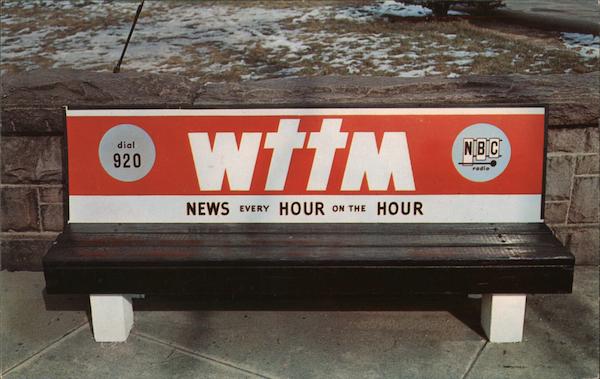 dial
920
wttm
NBC
radio
NEWS EVERY HOUR ON THE HOUR